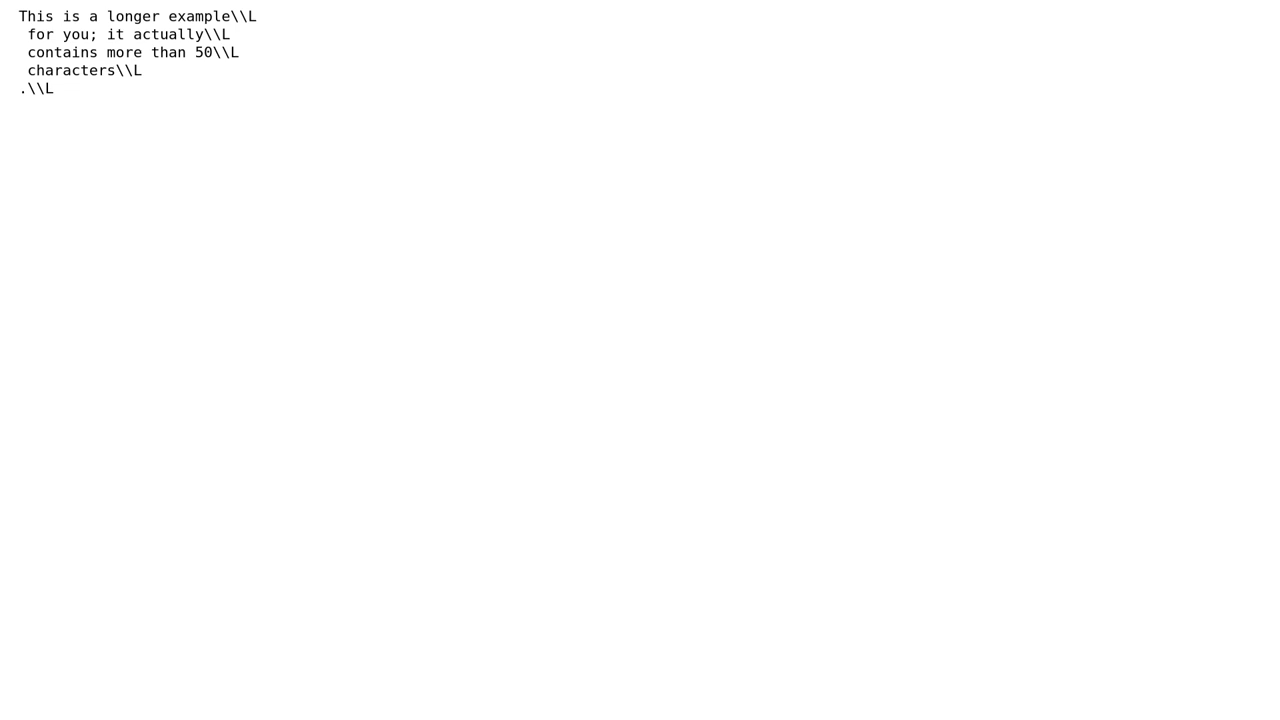 This is a longer example\\L
 for you; it actually\\L
 contains more than 50\\L
 characters\\L
.\\L